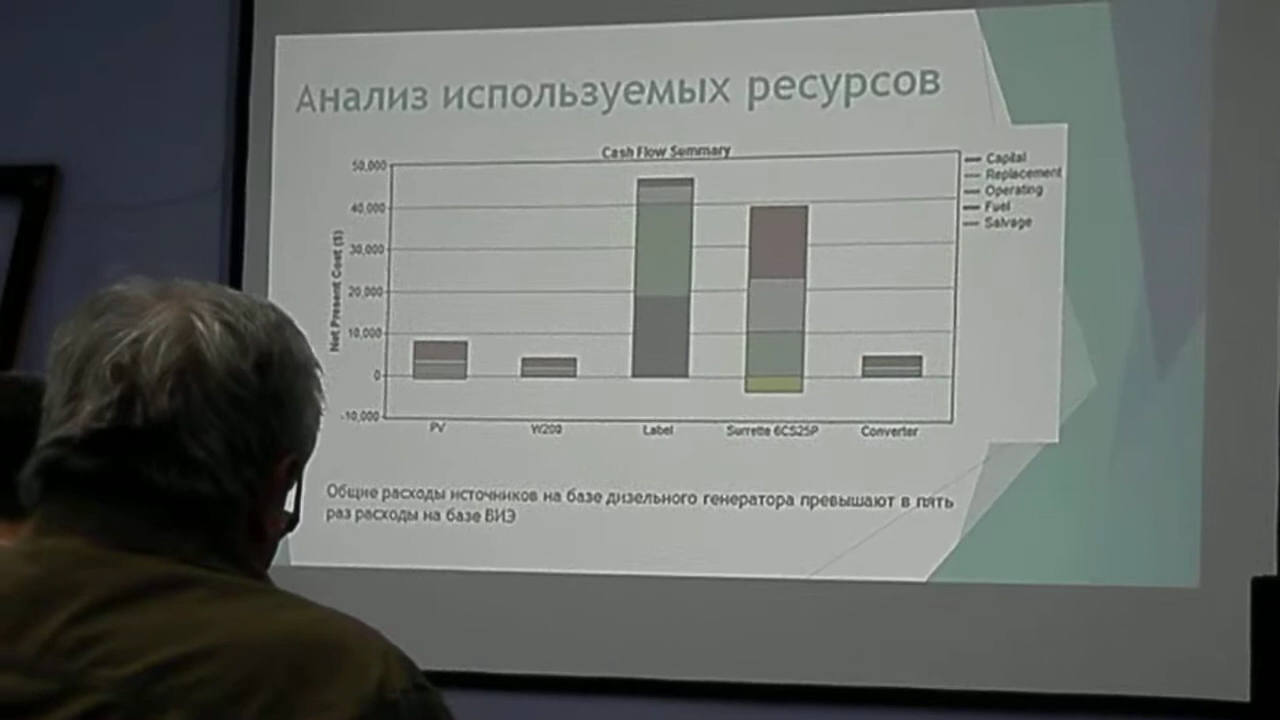 Анализ используемых ресурсов
Cash Flow Summary
50,000
40,000
30,000
20,000
10,000
0
-10,000
Net Present Cost ($)
PV
W200
Label
Surrette 6CS25P
Converter
Capital
Replacement
Operating
Fuel
Salvage
Общие расходы источников на базе дизельного генератора превышают в пять
раз расходы на базе ВИЭ